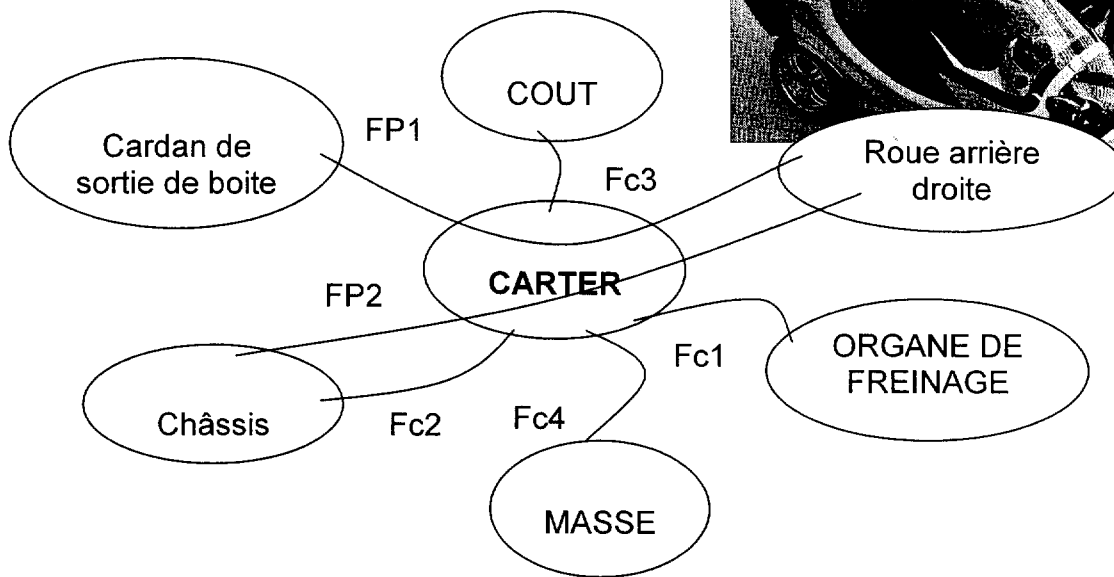 COUT
FP1
Cardan de
sortie de boite
Roue arrière
droite
Fc3
CARTER
FP2
Fc1
ORGANE DE
FREINAGE
Châssis
Fc2
Fc4
MASSE